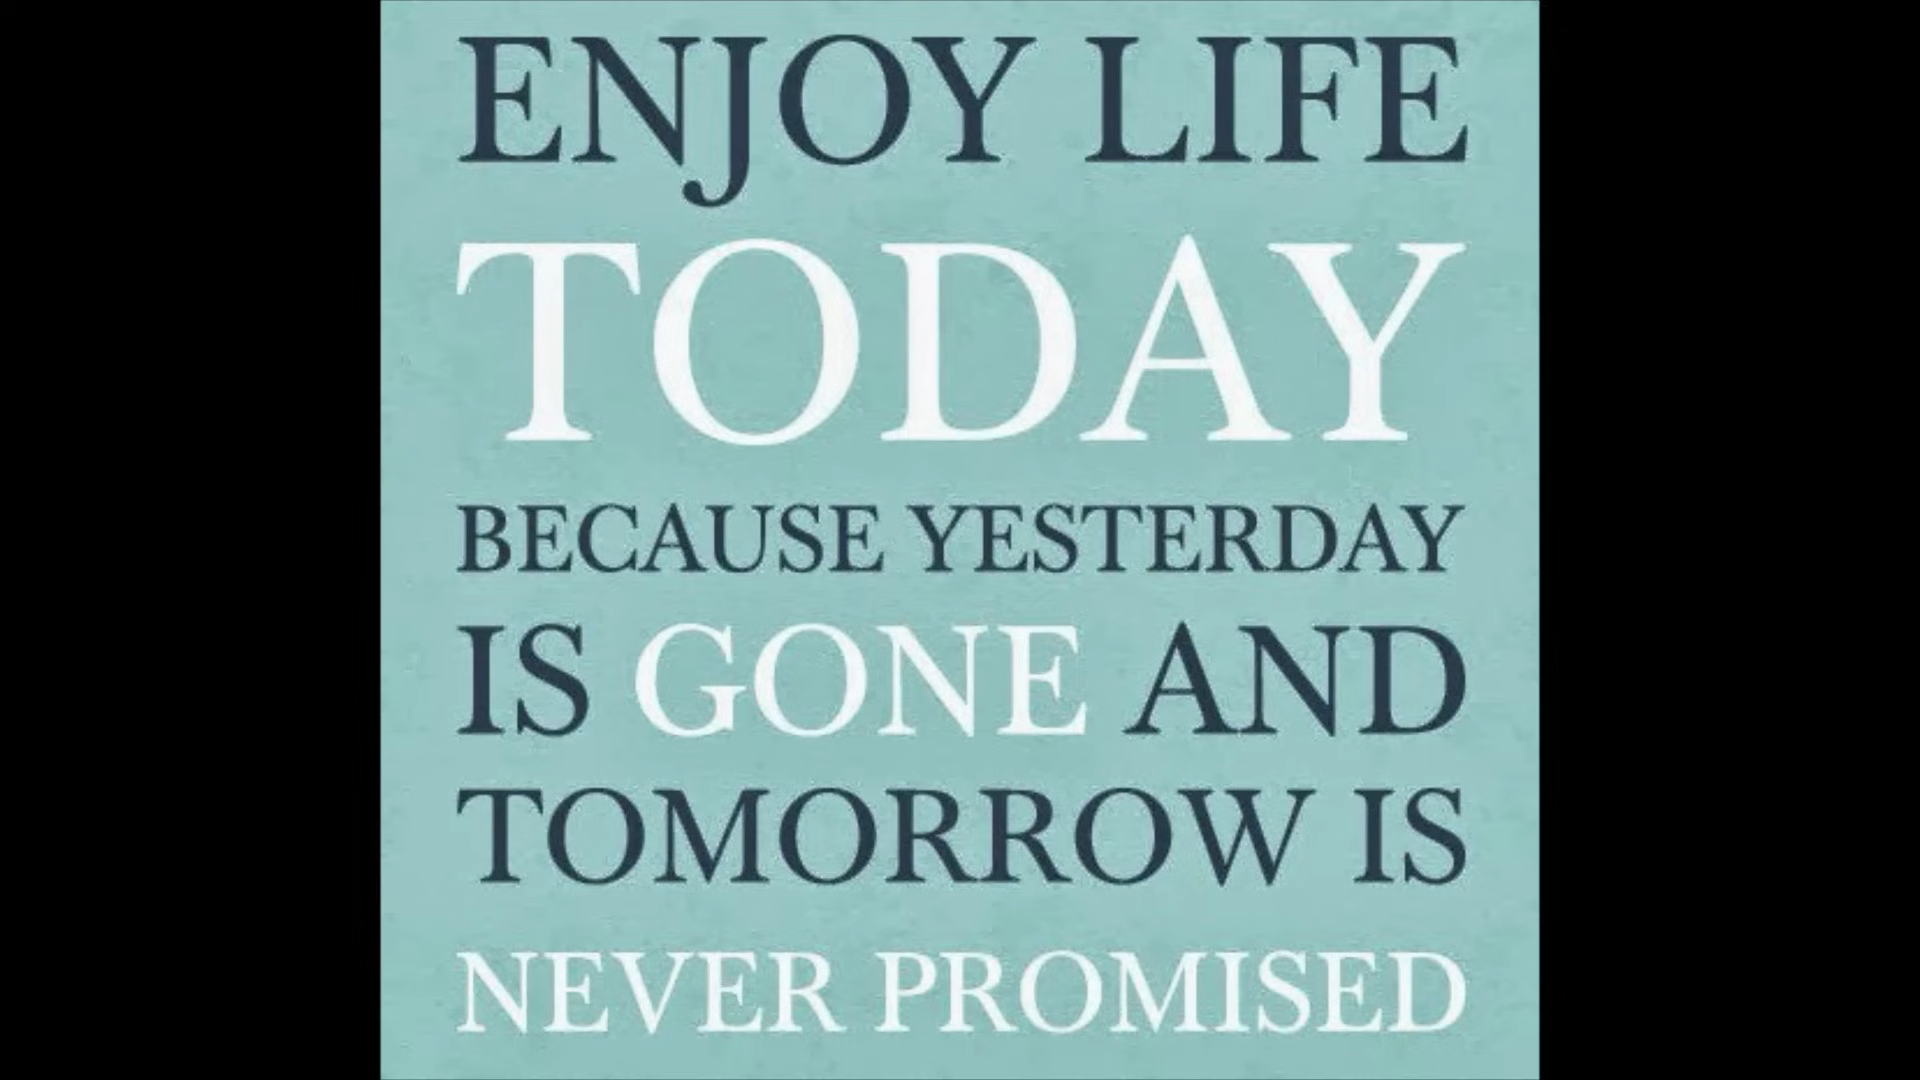 ENJOY LIFE
TODAY
BECAUSE YESTERDAY
IS GONE AND
TOMORROW IS
NEVER PROMISED